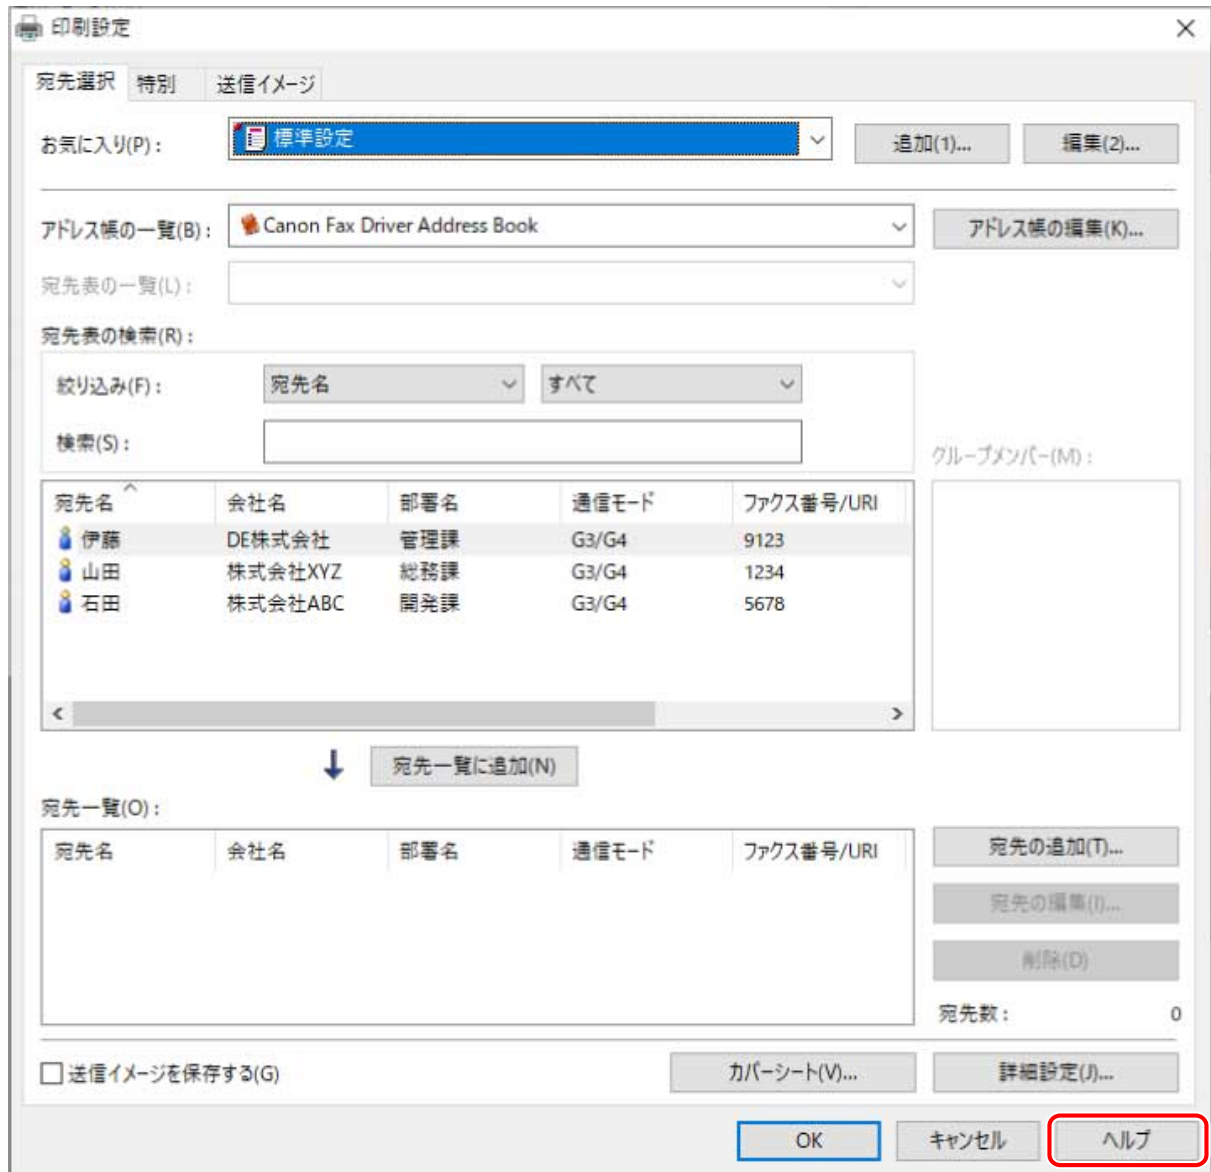 印刷設定
宛先選択 特別 送信イメージ
お気に入り(P): 標準設定 追加(1)... 編集(2)...
アドレス帳の一覧(B): Canon Fax Driver Address Book アドレス帳の編集(K)...
宛先表の一覧(L):
宛先表の検索(R):
絞り込み(F): 宛先名 すべて
検索(S):
グループメンバー(M):
宛先名 会社名 部署名 通信モード ファクス番号/URI
伊藤 DE株式会社 管理課 G3/G4 9123
山田 株式会社XYZ 総務課 G3/G4 1234
石田 株式会社ABC 開発課 G3/G4 5678
宛先一覧に追加(N)
宛先一覧(O):
宛先名 会社名 部署名 通信モード ファクス番号/URI
宛先の追加(T)...
宛先の編集(I)...
削除(D)
宛先数: 0
送信イメージを保存する(G) カバーシート(V)... 詳細設定(J)...
OK キャンセル ヘルプ